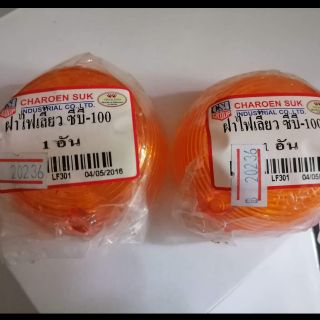 CHAROEN SUK
INDUSTRIAL CO.,LTD.
ฝาไฟเลี้ยว ซีบี-100
1 อัน
20236
LF301 04/05/2016
CHAROEN SUK
INDUSTRIAL CO.,LTD.
ฝาไฟเลี้ยว ซีบี-100
1 อัน
20236
LF301 04/05